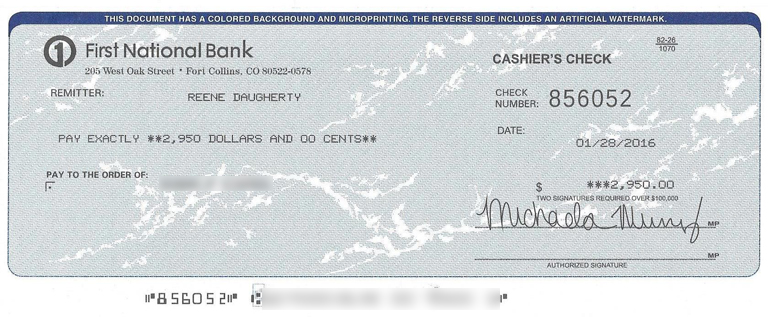 THIS DOCUMENT HAS A COLORED BACKGROUND AND MICROPRINTING. THE REVERSE SIDE INCLUDES AN ARTIFICIAL WATERMARK.
1 First National Bank
205 West Oak Street • Fort Collins, CO 80522-0578
82-26
1070
CASHIER'S CHECK
REMITTER:
REENE DAUGHERTY
CHECK
NUMBER: 856052
DATE:
01/28/2016
PAY EXACTLY **2,950 DOLLARS AND 00 CENTS**
PAY TO THE ORDER OF:
$ ***2,950.00
TWO SIGNATURES REQUIRED OVER $100,000
Michaela MP
MP
AUTHORIZED SIGNATURE
⑈856052⑈